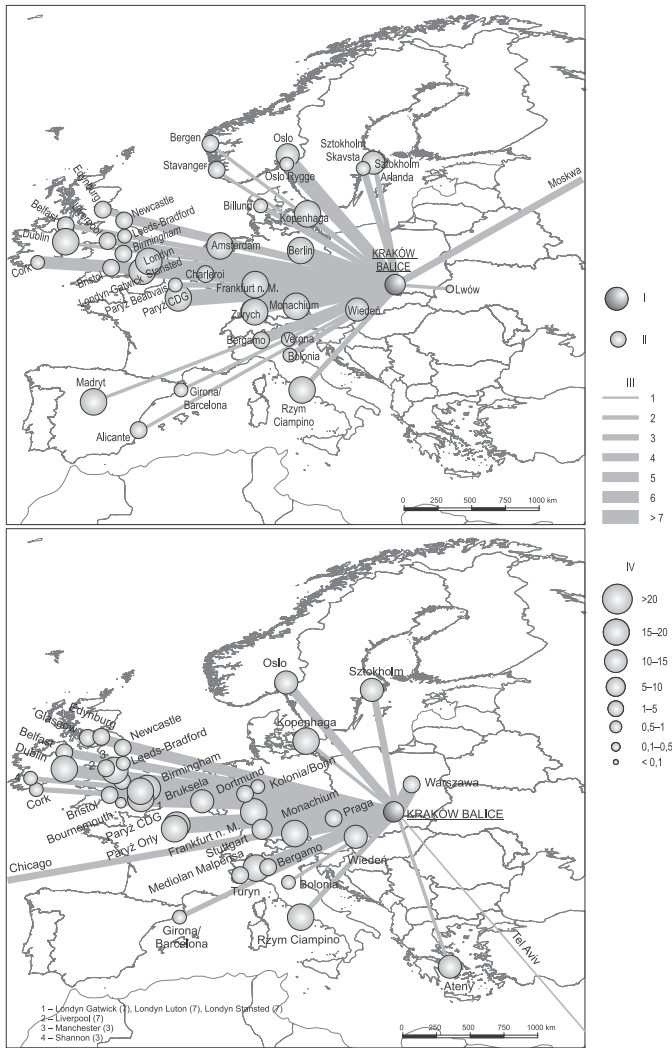 Bergen
Oslo
Sztokholm
Skavsta
Stavanger
Oslo Rygge
Sztokholm
Arlanda
Moskwa
Edynburg
Billung
Belfast
Newcastle
Kopenhaga
Liverpool
Leeds-Bradford
Dublin
Birmingham
Amsterdam
Berlin
KRAKÓW
BALICE
Cork
Londyn
Bristol
Londyn-Gatwick Stansted
Charleroi
Paryż Beauvais
Frankfurt n. M.
Lwów
Paryż CDG
Monachium
Zurych
Wiedeń
Bergamo
Verona
Bolonia
Madryt
Girona/
Barcelona
Rzym
Ciampino
Alicante
0 250 500 1000 km
I
II
III
1
2
3
4
5
6
> 7
IV
>20
15–20
10–15
5–10
1–5
0,5–1
0,1–0,5
< 0,1
Oslo
Sztokholm
Edynburg
Glasgow
Kopenhaga
Newcastle
Belfast
3
Leeds-Bradford
Dublin
2
Birmingham
Kolonia/Bonn
Warszawa
4
Dortmund
Bruksela
Cork
1
Praga
Bristol
Monachium
KRAKÓW BALICE
Bournemouth
Paryż CDG
Frankfurt n. M.
Paryż Orly
Stuttgart
Wiedeń
Chicago
Mediolan Malpensa
Bergamo
Turyn
Bolonia
Girona/
Barcelona
Rzym Ciampino
Tel Aviv
Ateny
1 – Londyn Gatwick (7), Londyn Luton (7), Londyn Stansted (7)
2 – Liverpool (7)
3 – Manchester (3)
4 – Shannon (3)
0 250 500 1000 km